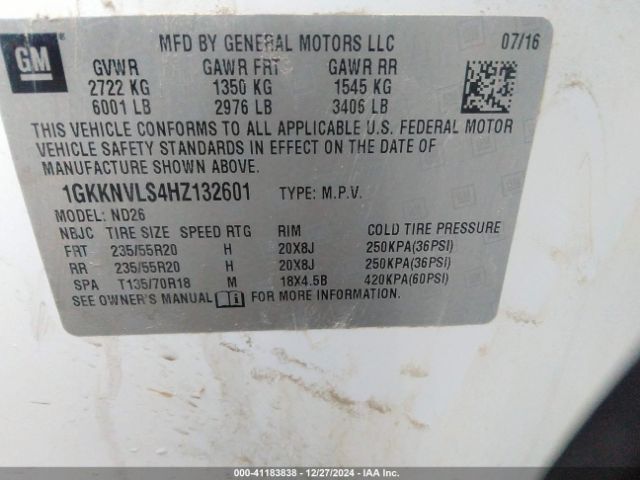 GM
MFD BY GENERAL MOTORS LLC 07/16
GVWR GAWR FRT GAWR RR
2722 KG 1350 KG 1545 KG
6001 LB 2976 LB 3406 LB
THIS VEHICLE CONFORMS TO ALL APPLICABLE U.S. FEDERAL MOTOR
VEHICLE SAFETY STANDARDS IN EFFECT ON THE DATE OF
MANUFACTURE SHOWN ABOVE.
1GKKNVLS4HZ132601 TYPE: M.P.V.
MODEL: ND26
NBJC TIRE SIZE SPEED RTG RIM COLD TIRE PRESSURE
FRT 235/55R20 H 20X8J 250KPA(36PSI)
RR 235/55R20 H 20X8J 250KPA(36PSI)
SPA T135/70R18 M 18X4.5B 420KPA(60PSI)
SEE OWNER'S MANUAL FOR MORE INFORMATION.
000-41183838 • 12/27/2024 - IAA Inc.